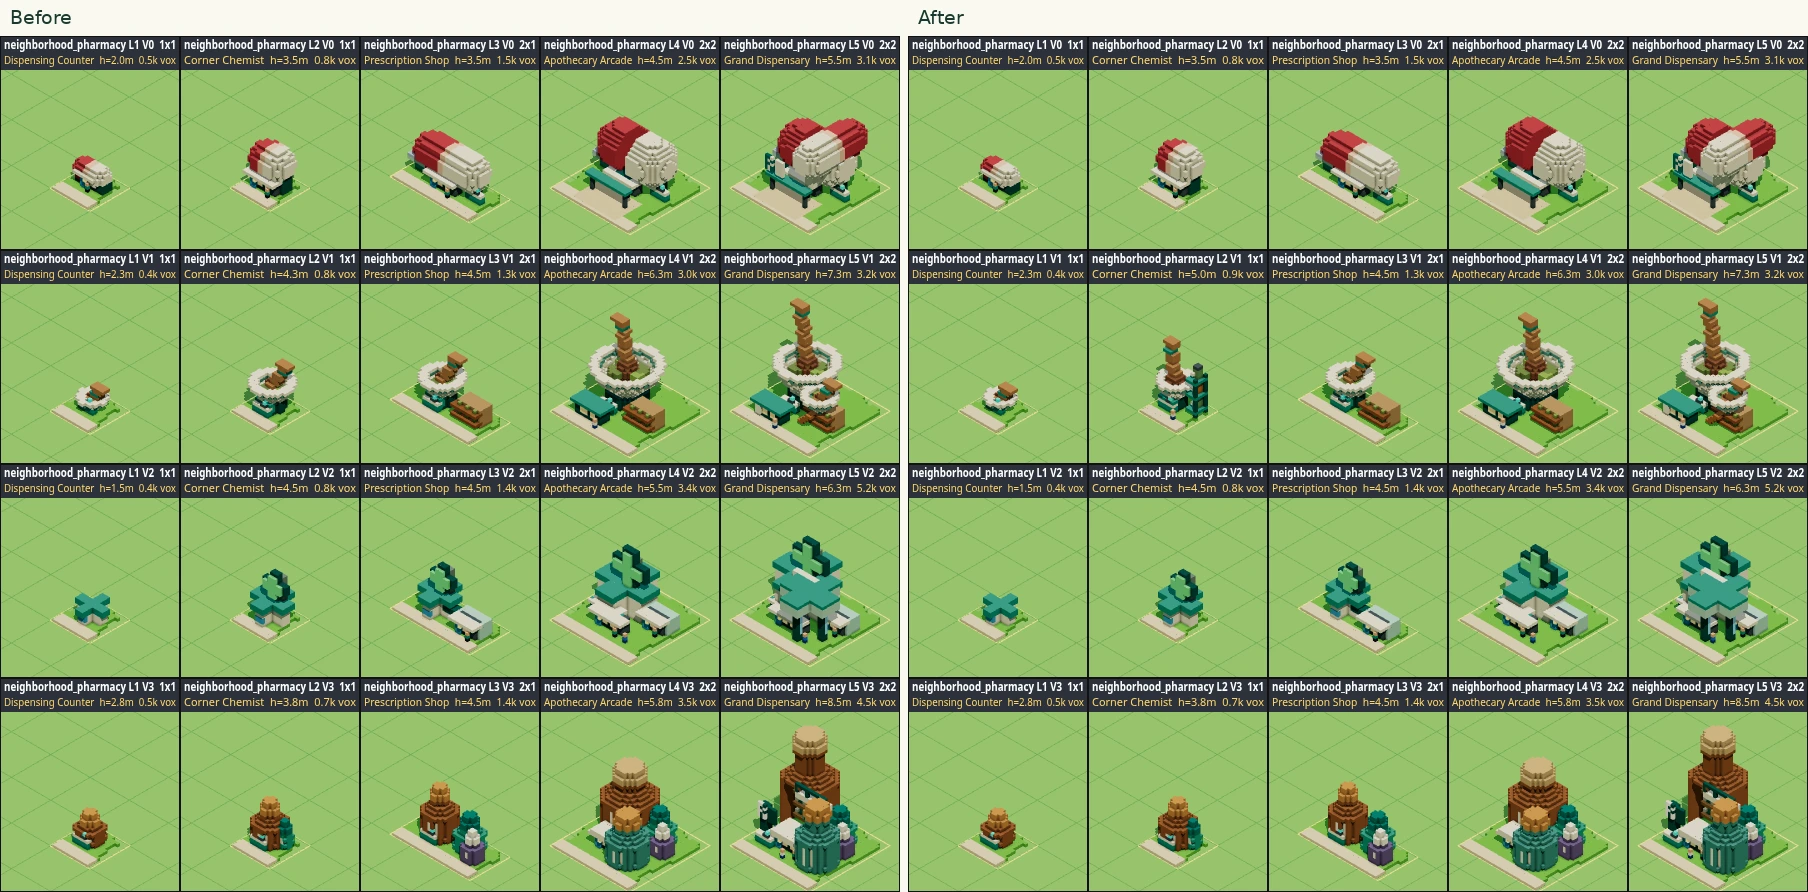 Before
After
neighborhood_pharmacy L1 V0 1x1
Dispensing Counter h=2.0m 0.5k vox
neighborhood_pharmacy L2 V0 1x1
Corner Chemist h=3.5m 0.8k vox
neighborhood_pharmacy L3 V0 2x1
Prescription Shop h=3.5m 1.5k vox
neighborhood_pharmacy L4 V0 2x2
Apothecary Arcade h=4.5m 2.5k vox
neighborhood_pharmacy L5 V0 2x2
Grand Dispensary h=5.5m 3.1k vox
neighborhood_pharmacy L1 V0 1x1
Dispensing Counter h=2.0m 0.5k vox
neighborhood_pharmacy L2 V0 1x1
Corner Chemist h=3.5m 0.8k vox
neighborhood_pharmacy L3 V0 2x1
Prescription Shop h=3.5m 1.5k vox
neighborhood_pharmacy L4 V0 2x2
Apothecary Arcade h=4.5m 2.5k vox
neighborhood_pharmacy L5 V0 2x2
Grand Dispensary h=5.5m 3.1k vox
neighborhood_pharmacy L1 V1 1x1
Dispensing Counter h=2.3m 0.4k vox
neighborhood_pharmacy L2 V1 1x1
Corner Chemist h=4.3m 0.8k vox
neighborhood_pharmacy L3 V1 2x1
Prescription Shop h=4.5m 1.3k vox
neighborhood_pharmacy L4 V1 2x2
Apothecary Arcade h=6.3m 3.0k vox
neighborhood_pharmacy L5 V1 2x2
Grand Dispensary h=7.3m 3.2k vox
neighborhood_pharmacy L1 V1 1x1
Dispensing Counter h=2.3m 0.4k vox
neighborhood_pharmacy L2 V1 1x1
Corner Chemist h=5.0m 0.9k vox
neighborhood_pharmacy L3 V1 2x1
Prescription Shop h=4.5m 1.3k vox
neighborhood_pharmacy L4 V1 2x2
Apothecary Arcade h=6.3m 3.0k vox
neighborhood_pharmacy L5 V1 2x2
Grand Dispensary h=7.3m 3.2k vox
neighborhood_pharmacy L1 V2 1x1
Dispensing Counter h=1.5m 0.4k vox
neighborhood_pharmacy L2 V2 1x1
Corner Chemist h=4.5m 0.8k vox
neighborhood_pharmacy L3 V2 2x1
Prescription Shop h=4.5m 1.4k vox
neighborhood_pharmacy L4 V2 2x2
Apothecary Arcade h=5.5m 3.4k vox
neighborhood_pharmacy L5 V2 2x2
Grand Dispensary h=6.3m 5.2k vox
neighborhood_pharmacy L1 V2 1x1
Dispensing Counter h=1.5m 0.4k vox
neighborhood_pharmacy L2 V2 1x1
Corner Chemist h=4.5m 0.8k vox
neighborhood_pharmacy L3 V2 2x1
Prescription Shop h=4.5m 1.4k vox
neighborhood_pharmacy L4 V2 2x2
Apothecary Arcade h=5.5m 3.4k vox
neighborhood_pharmacy L5 V2 2x2
Grand Dispensary h=6.3m 5.2k vox
neighborhood_pharmacy L1 V3 1x1
Dispensing Counter h=2.8m 0.5k vox
neighborhood_pharmacy L2 V3 1x1
Corner Chemist h=3.8m 0.7k vox
neighborhood_pharmacy L3 V3 2x1
Prescription Shop h=4.5m 1.4k vox
neighborhood_pharmacy L4 V3 2x2
Apothecary Arcade h=5.8m 3.5k vox
neighborhood_pharmacy L5 V3 2x2
Grand Dispensary h=8.5m 4.5k vox
neighborhood_pharmacy L1 V3 1x1
Dispensing Counter h=2.8m 0.5k vox
neighborhood_pharmacy L2 V3 1x1
Corner Chemist h=3.8m 0.7k vox
neighborhood_pharmacy L3 V3 2x1
Prescription Shop h=4.5m 1.4k vox
neighborhood_pharmacy L4 V3 2x2
Apothecary Arcade h=5.8m 3.5k vox
neighborhood_pharmacy L5 V3 2x2
Grand Dispensary h=8.5m 4.5k vox